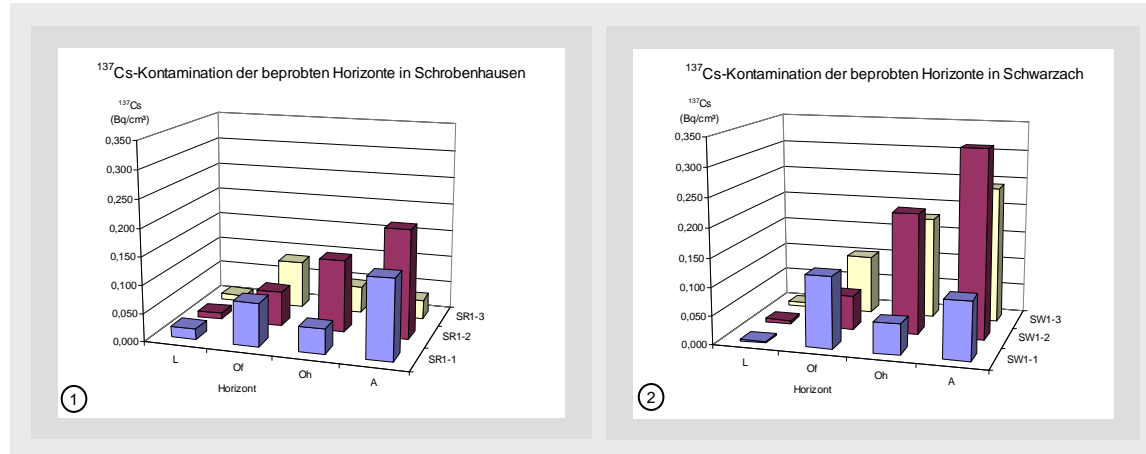 ¹³⁷Cs-Kontamination der beprobten Horizonte in Schrobenhausen
¹³⁷Cs
(Bq/cm³)
0,350
0,300
0,250
0,200
0,150
0,100
0,050
0,000
L
Of
Oh
A
Horizont
SR1-3
SR1-2
SR1-1
1
¹³⁷Cs-Kontamination der beprobten Horizonte in Schwarzach
¹³⁷Cs
(Bq/cm³)
0,350
0,300
0,250
0,200
0,150
0,100
0,050
0,000
L
Of
Oh
A
Horizont
SW1-3
SW1-2
SW1-1
2